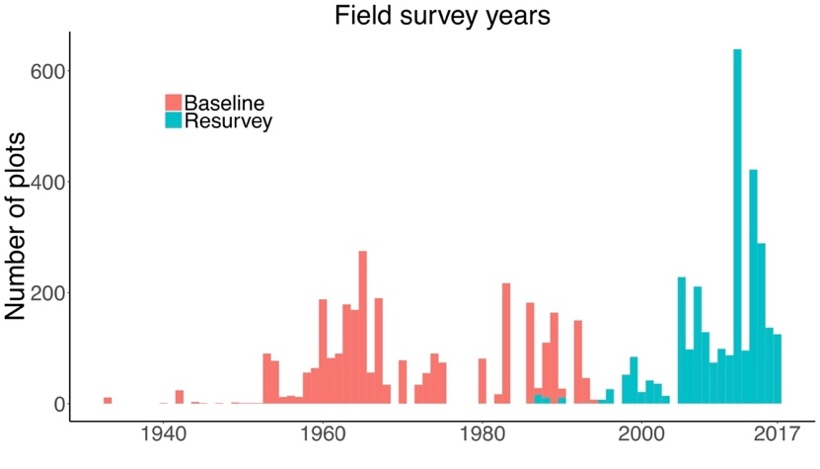 Field survey years
Number of plots
600
400
200
0
Baseline
Resurvey
1940
1960
1980
2000
2017